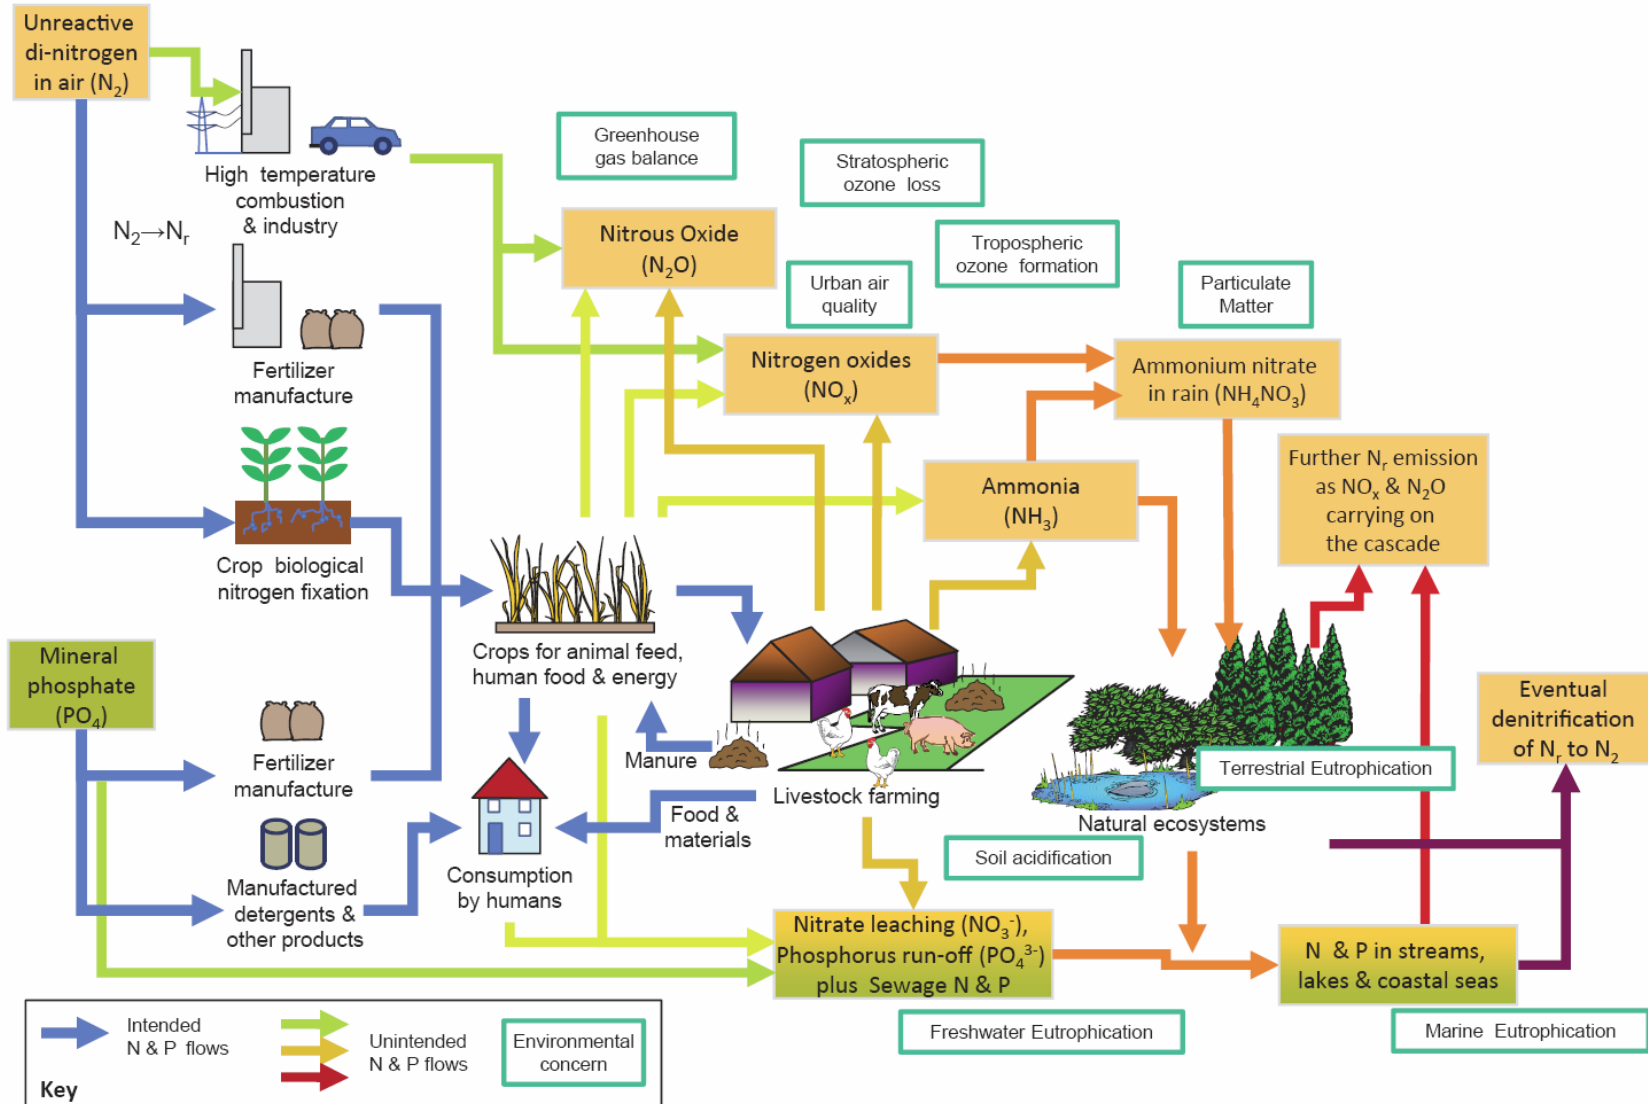 Unreactive
di-nitrogen
in air (N₂)
High temperature
combustion
& industry
N₂→Nᵣ
Fertilizer
manufacture
Crop biological
nitrogen fixation
Mineral
phosphate
(PO₄)
Fertilizer
manufacture
Manufactured
detergents &
other products
Greenhouse
gas balance
Stratospheric
ozone loss
Tropospheric
ozone formation
Urban air
quality
Particulate
Matter
Nitrous Oxide
(N₂O)
Nitrogen oxides
(NOₓ)
Ammonium nitrate
in rain (NH₄NO₃)
Ammonia
(NH₃)
Further Nᵣ emission
as NOₓ & N₂O
carrying on
the cascade
Crops for animal feed,
human food & energy
Manure
Food &
materials
Livestock farming
Consumption
by humans
Natural ecosystems
Terrestrial Eutrophication
Eventual
denitrification
of Nᵣ to N₂
Soil acidification
Nitrate leaching (NO₃⁻),
Phosphorus run-off (PO₄³⁻)
plus Sewage N & P
N & P in streams,
lakes & coastal seas
Freshwater Eutrophication
Marine Eutrophication
Intended
N & P flows
Unintended
N & P flows
Environmental
concern
Key